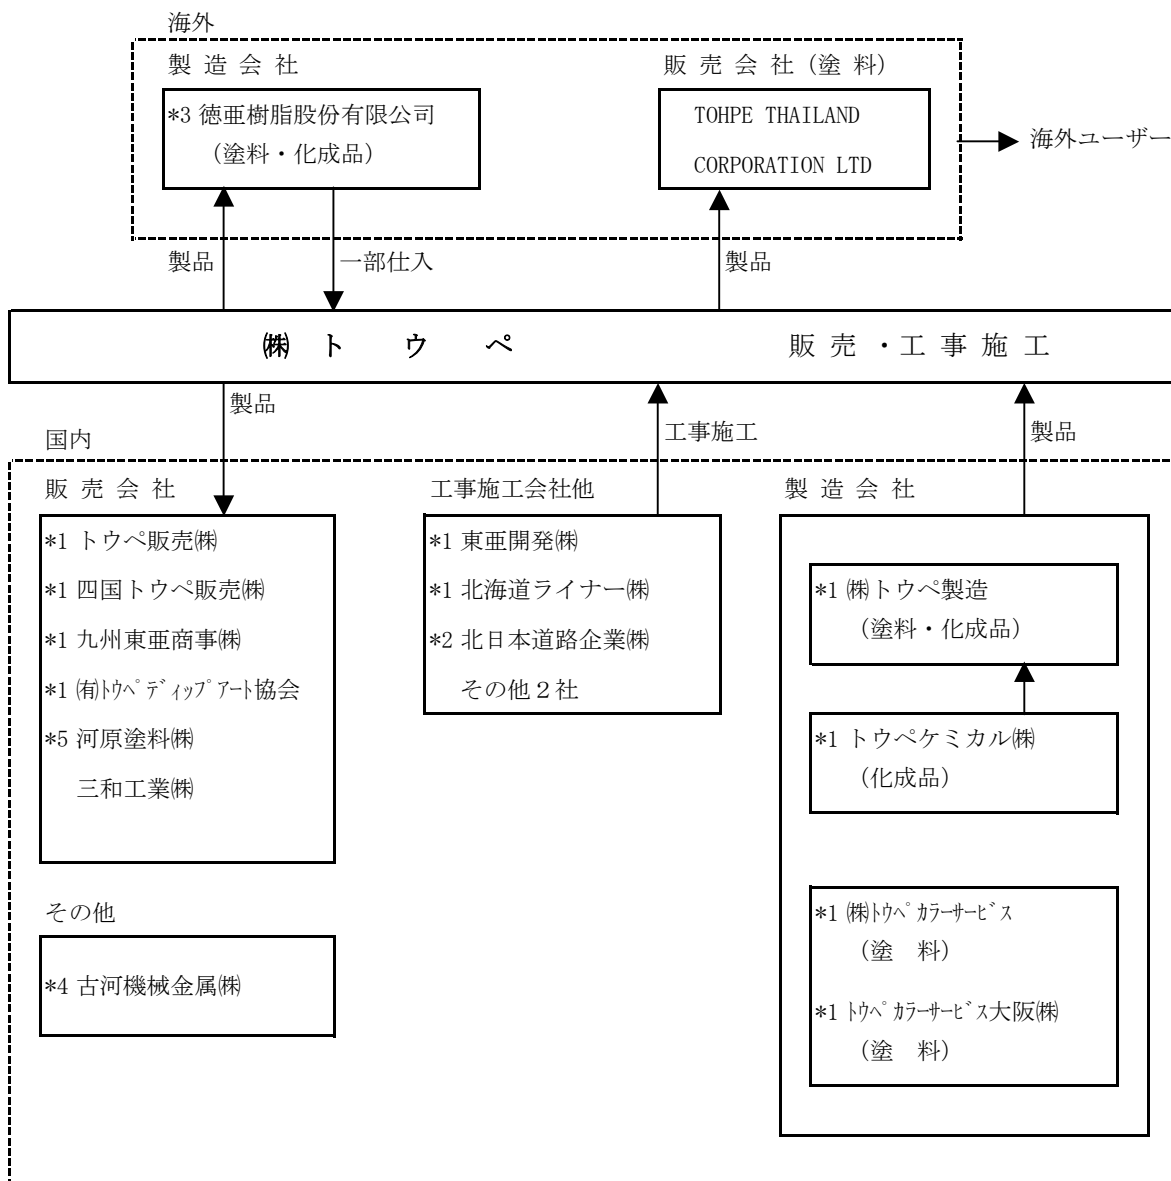 海外
製 造 会 社
販 売 会 社 (塗 料)
*3 徳亜樹脂股份有限公司
(塗料・化成品)
TOHPE THAILAND
CORPORATION LTD
海外ユーザー
製品
一部仕入
製品
㈱ ト ウ ペ
販 売 ・ 工 事 施 工
製品
工事施工
製品
国内
販 売 会 社
*1 トウペ販売㈱
*1 四国トウペ販売㈱
*1 九州東亜商事㈱
*1 ㈲ﾄｳﾍﾟﾃﾞｨｯﾌﾟｱｰﾄ協会
*5 河原塗料㈱
三和工業㈱
工事施工会社他
*1 東亜開発㈱
*1 北海道ライナー㈱
*2 北日本道路企業㈱
その他２社
製 造 会 社
*1 ㈱トウペ製造
(塗料・化成品)
*1 トウペケミカル㈱
(化成品)
*1 ㈱ﾄｳﾍﾟｶﾗｰｻｰﾋﾞｽ
(塗　料)
*1 ﾄｳﾍﾟｶﾗｰｻｰﾋﾞｽ大阪㈱
(塗　料)
その他
*4 古河機械金属㈱